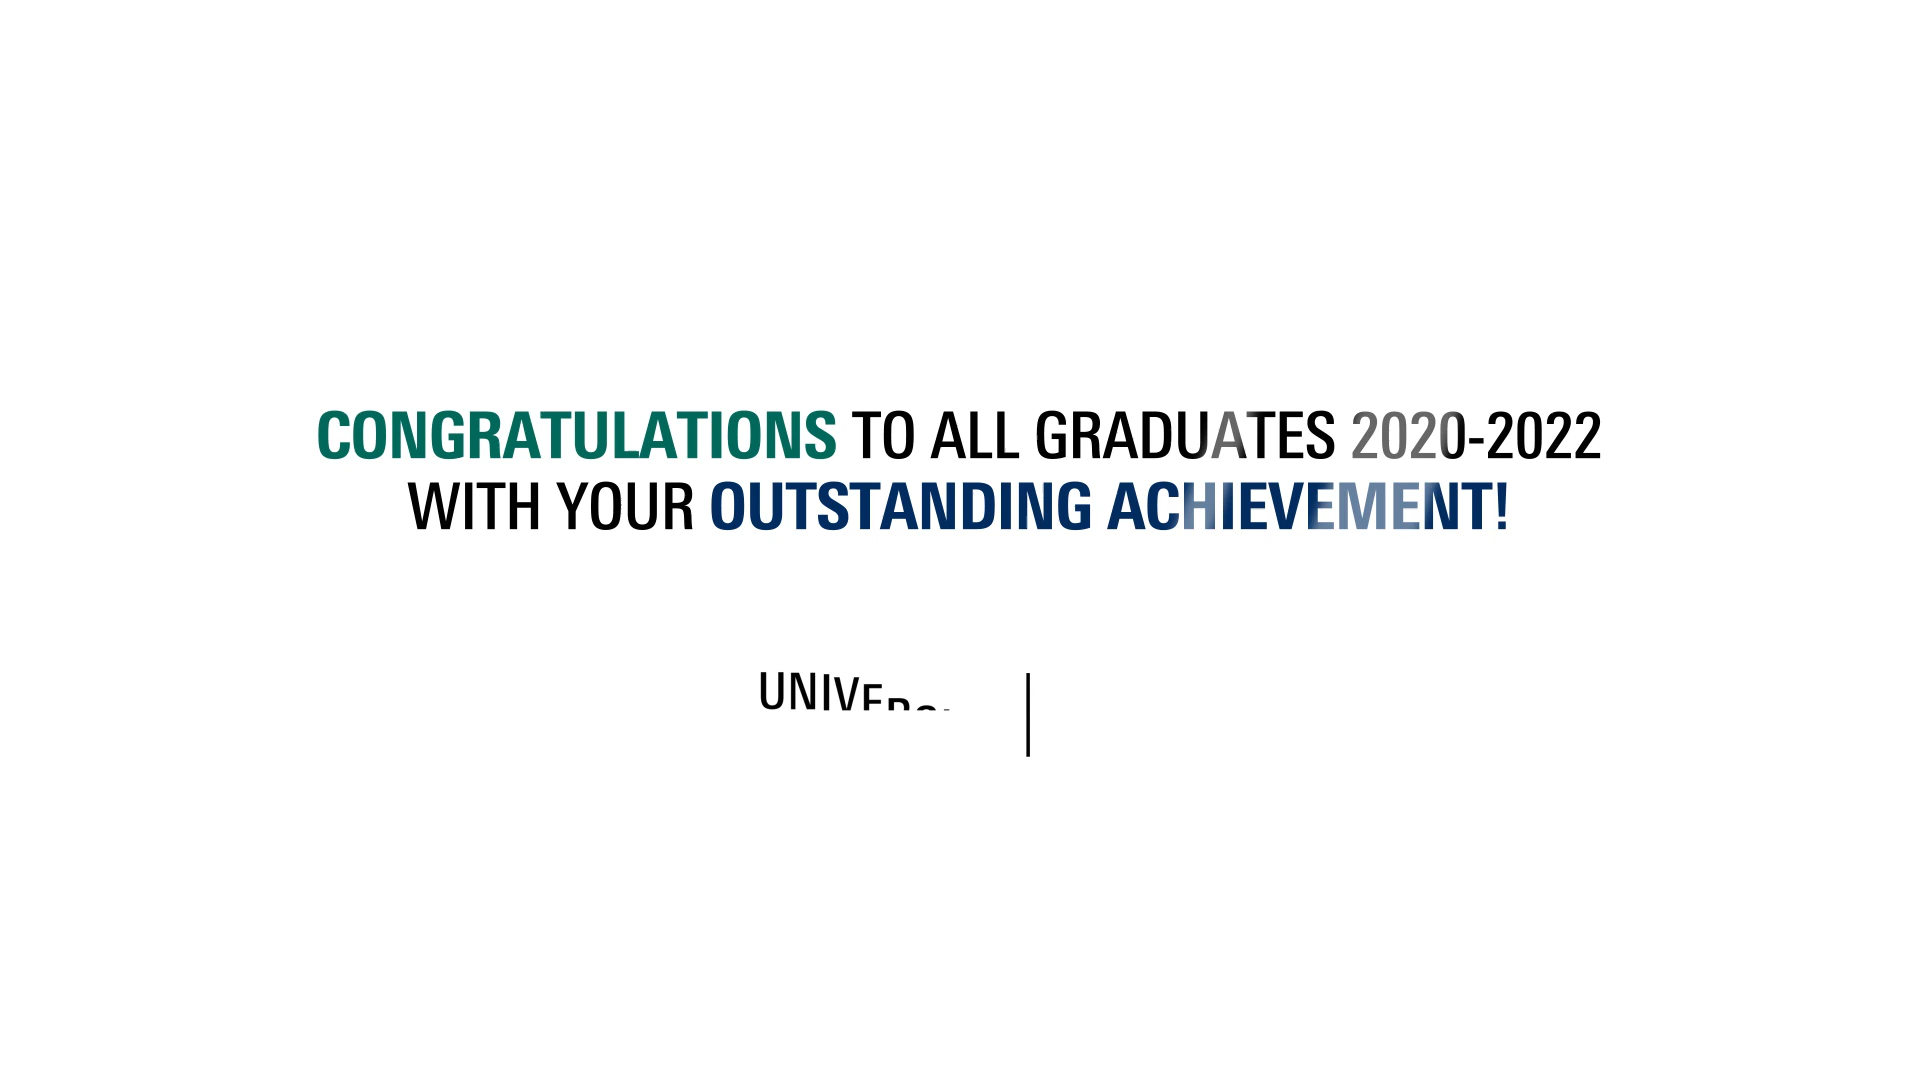 CONGRATULATIONS TO ALL GRADUATES 2020-2022
WITH YOUR OUTSTANDING ACHIEVEMENT!